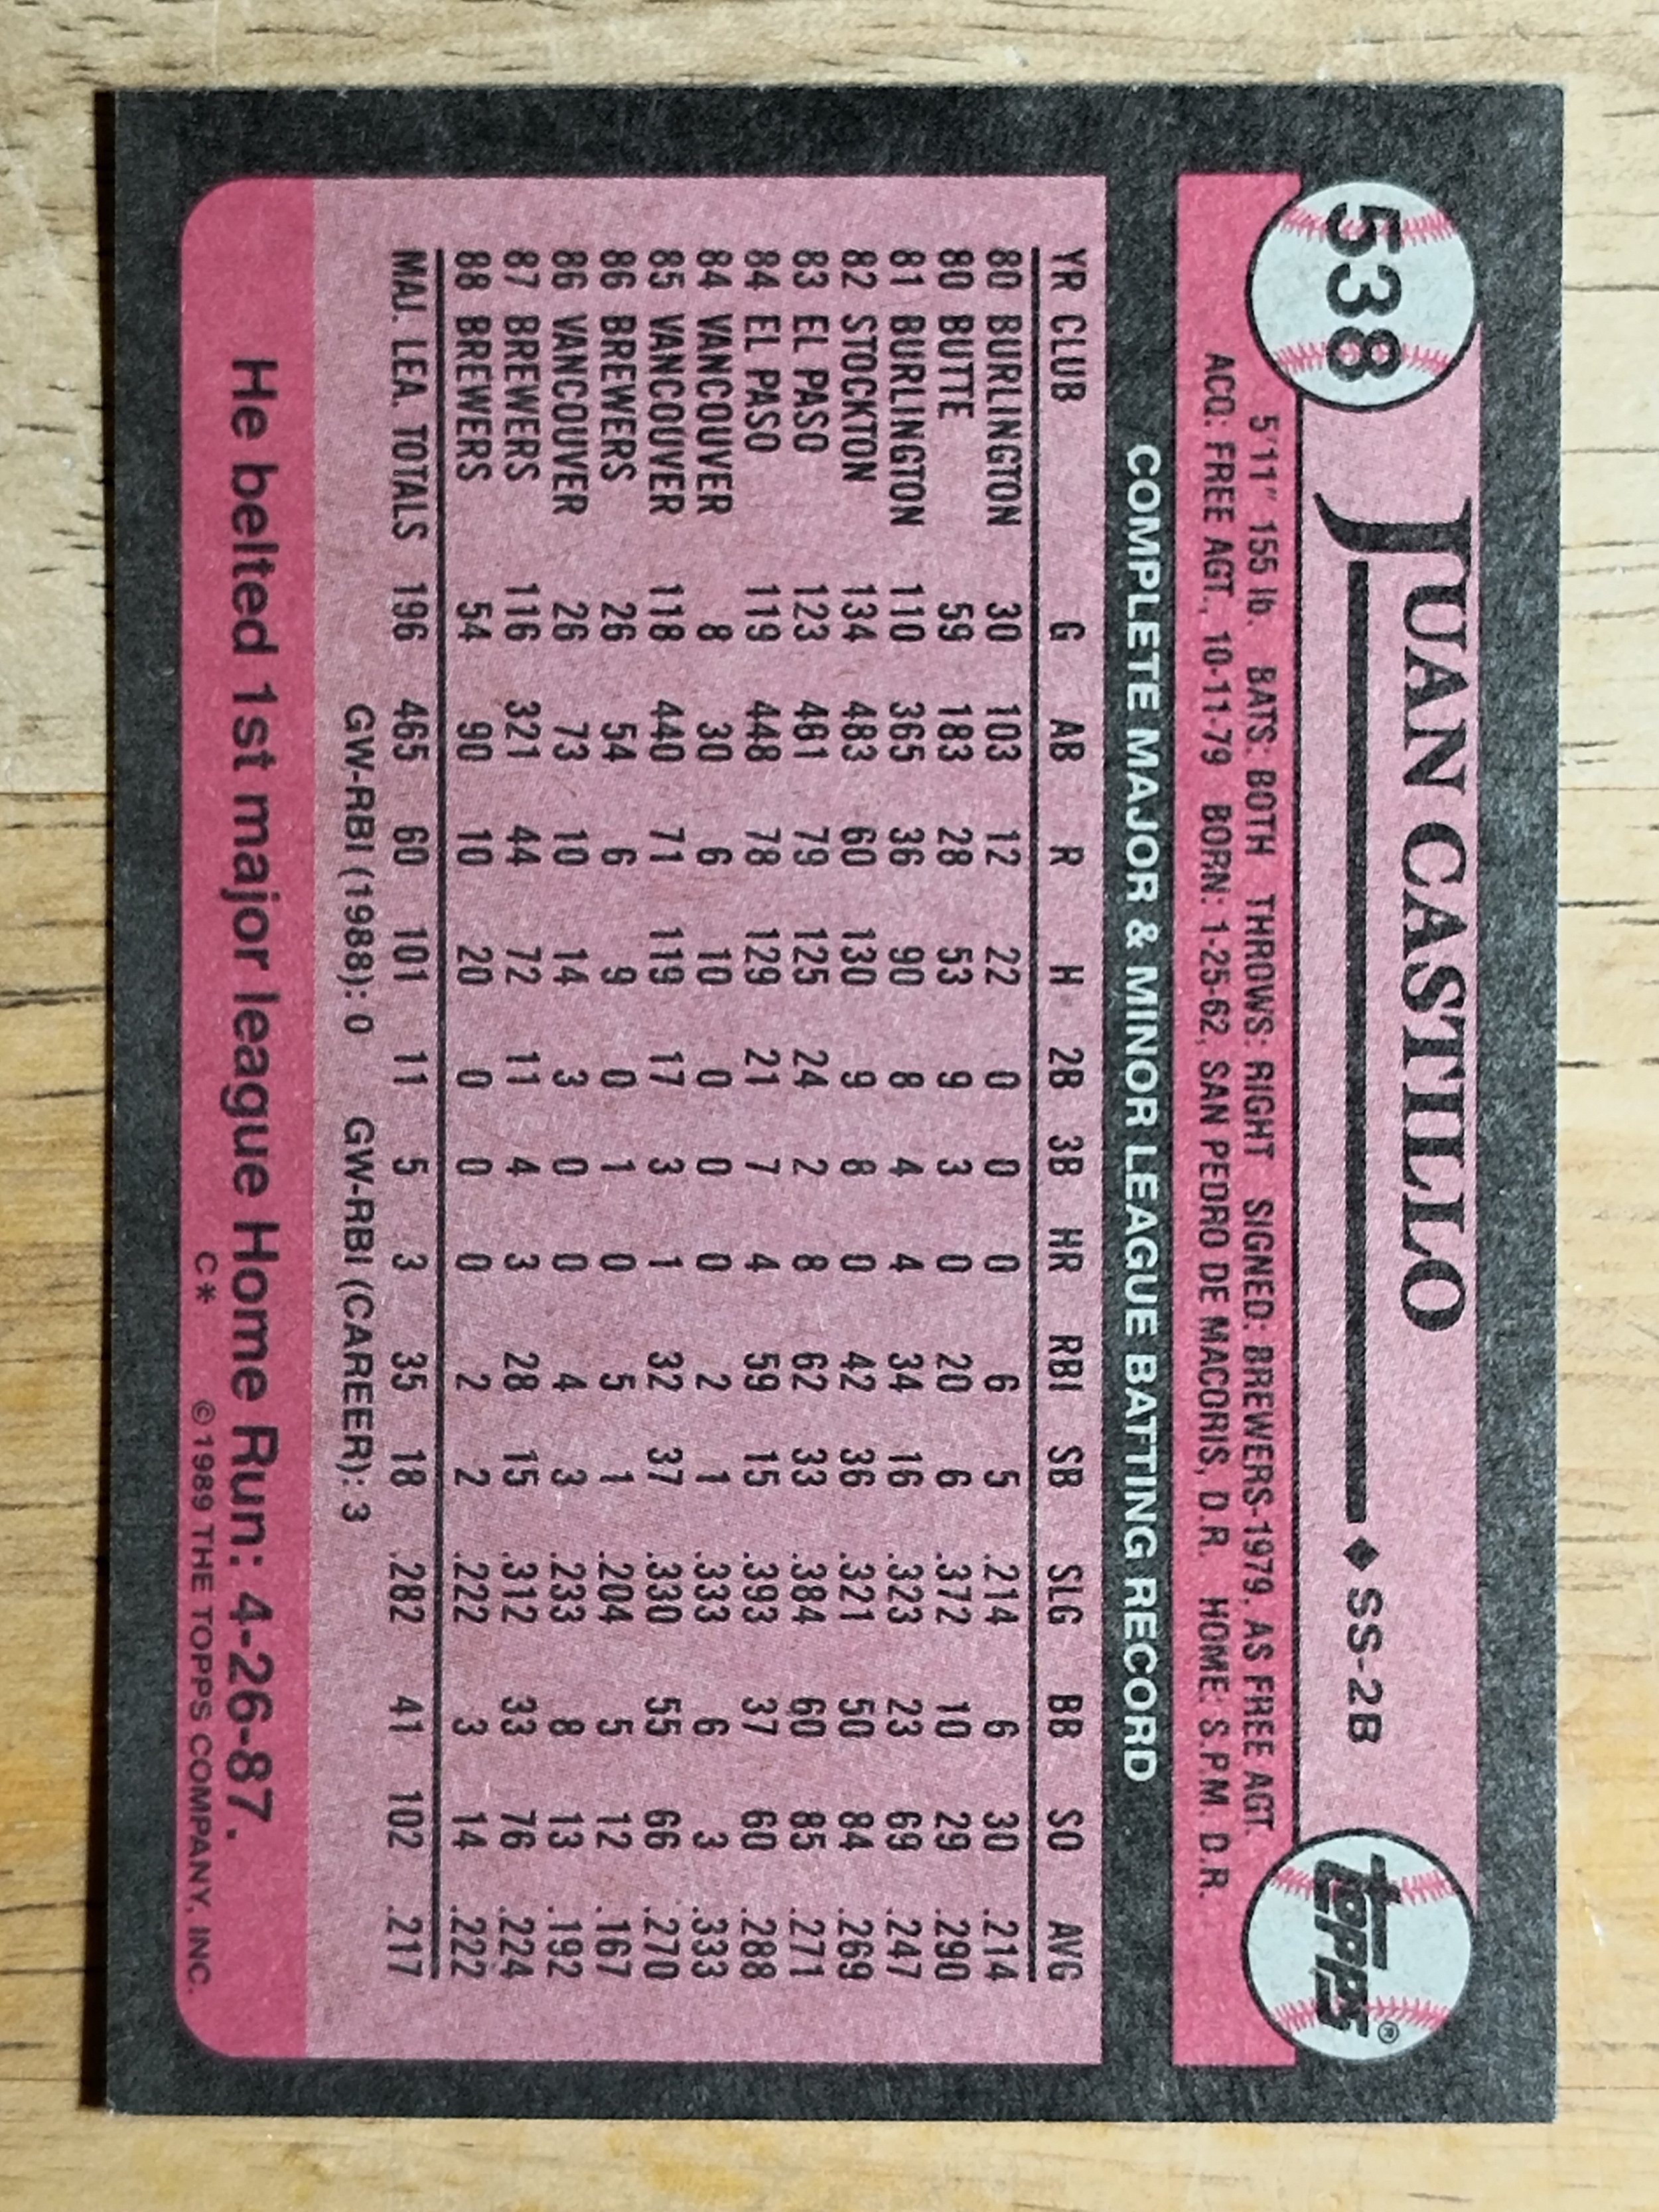 538
JUAN CASTILLO
◆ SS-2B
topps®
5'11" 155 lb. BATS: BOTH THROWS: RIGHT SIGNED: BREWERS-1979, AS FREE AGT.
ACQ: FREE AGT., 10-11-79 BORN: 1-25-62, SAN PEDRO DE MACORIS, D.R. HOME: S.P.M. D.R.
COMPLETE MAJOR & MINOR LEAGUE BATTING RECORD
YR CLUB G AB R H 2B 3B HR RBI SB SLG BB SO AVG
80 BURLINGTON 30 103 12 22 0 0 0 6 5 .214 6 30 .214
80 BUTTE 59 183 28 53 9 3 0 20 6 .372 10 29 .290
81 BURLINGTON 110 365 36 90 8 4 4 34 16 .323 23 69 .247
82 STOCKTON 134 483 60 130 9 8 0 42 36 .321 50 84 .269
83 EL PASO 123 461 79 125 24 2 8 62 33 .384 60 85 .271
84 EL PASO 119 448 78 129 21 7 4 59 15 .393 37 60 .288
84 VANCOUVER 8 30 6 10 0 0 0 2 1 .333 6 3 .333
85 VANCOUVER 118 440 71 119 17 3 1 32 37 .330 55 66 .270
86 BREWERS 26 54 6 9 0 1 0 5 1 .204 5 12 .167
86 VANCOUVER 26 73 10 14 3 0 0 4 3 .233 8 13 .192
87 BREWERS 116 321 44 72 11 4 3 28 15 .312 33 76 .224
88 BREWERS 54 90 10 20 0 0 0 2 2 .222 3 14 .222
MAJ. LEA. TOTALS 196 465 60 101 11 5 3 35 18 .282 41 102 .217
GW-RBI (1988): 0 GW-RBI (CAREER): 3
He belted 1st major league Home Run: 4-26-87.
C* ©1989 THE TOPPS COMPANY, INC.